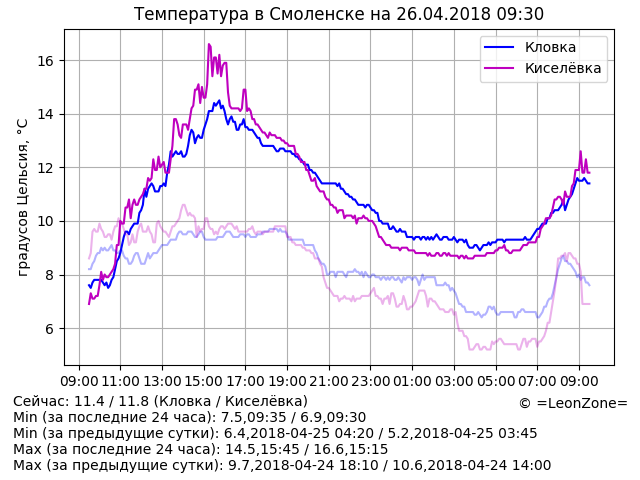 Температура в Смоленске на 26.04.2018 09:30
Кловка
Киселёвка
градусов Цельсия, °C
16
14
12
10
8
6
09:00 11:00 13:00 15:00 17:00 19:00 21:00 23:00 01:00 03:00 05:00 07:00 09:00
Сейчас: 11.4 / 11.8 (Кловка / Киселёвка)
© =LeonZone=
Min (за последние 24 часа): 7.5,09:35 / 6.9,09:30
Min (за предыдущие сутки): 6.4,2018-04-25 04:20 / 5.2,2018-04-25 03:45
Max (за последние 24 часа): 14.5,15:45 / 16.6,15:15
Max (за предыдущие сутки): 9.7,2018-04-24 18:10 / 10.6,2018-04-24 14:00